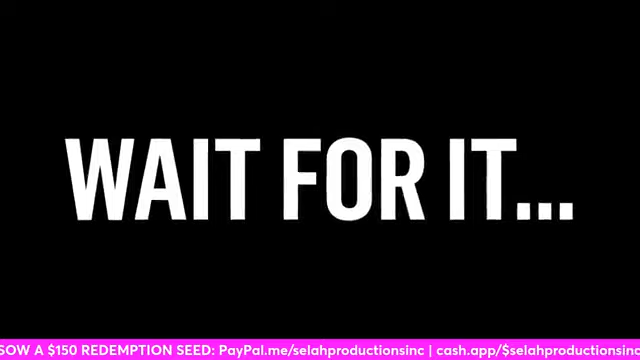 WAIT FOR IT...
SOW A $150 REDEMPTION SEED: PayPal.me/selahproductionsinc | cash.app/$selahproductionsinc